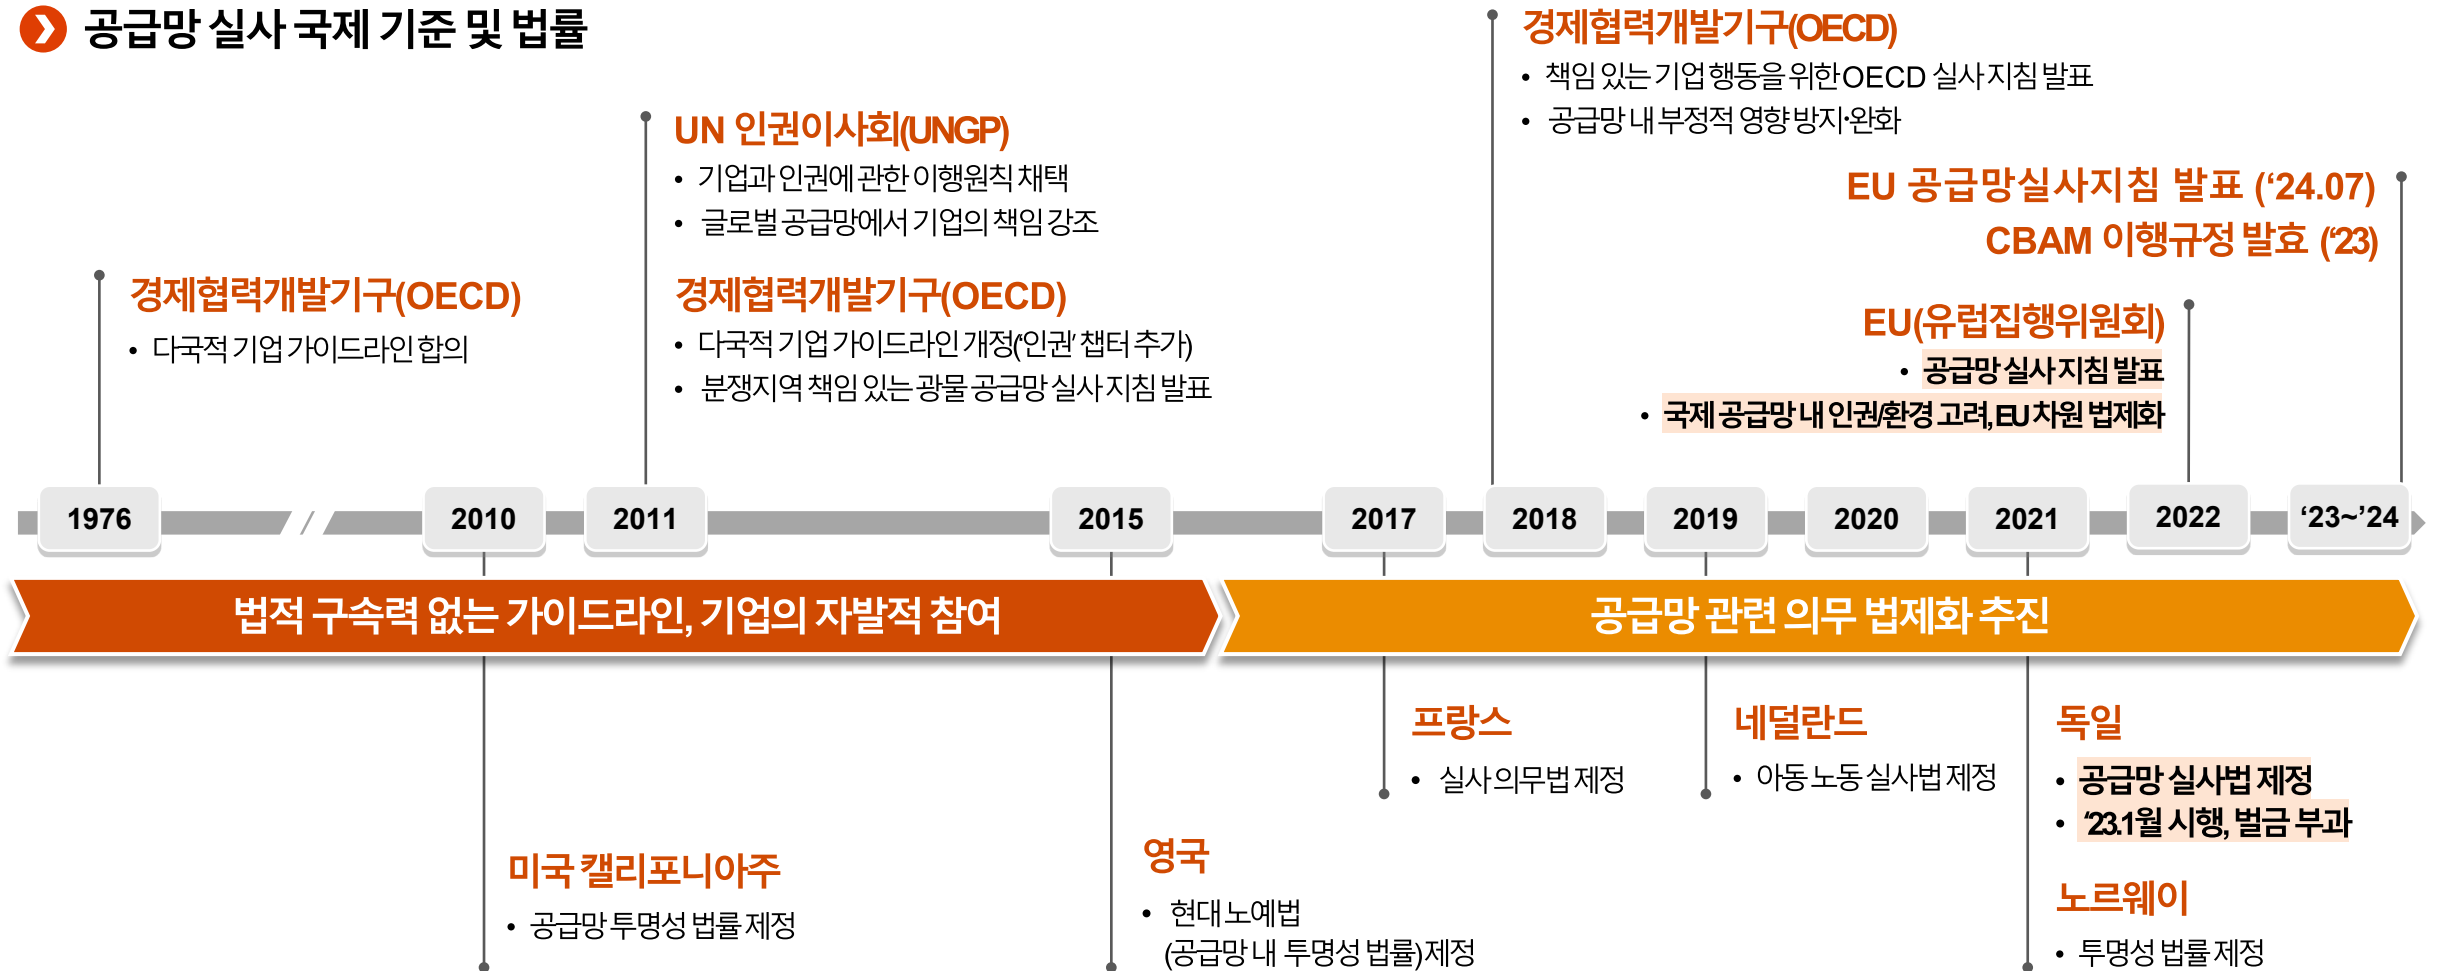 공급망 실사 국제 기준 및 법률
경제협력개발기구(OECD)
• 책임 있는 기업 행동을 위한 OECD 실사 지침 발표
• 공급망 내 부정적 영향 방지·완화
UN 인권이사회(UNGP)
• 기업과 인권에 관한 이행원칙 채택
• 글로벌 공급망에서 기업의 책임 강조
EU 공급망실사지침 발표 (‘24.07)
CBAM 이행규정 발효 (‘23)
경제협력개발기구(OECD)
• 다국적 기업 가이드라인 합의
경제협력개발기구(OECD)
• 다국적 기업 가이드라인 개정(‘인권’ 챕터 추가)
• 분쟁지역 책임 있는 광물 공급망 실사 지침 발표
EU(유럽집행위원회)
• 공급망 실사 지침 발표
• 국제 공급망 내 인권/환경 고려, EU 차원 법제화
1976
2010
2011
2015
2017
2018
2019
2020
2021
2022
‘23~’24
법적 구속력 없는 가이드라인, 기업의 자발적 참여
공급망 관련 의무 법제화 추진
프랑스
• 실사 의무법 제정
네덜란드
• 아동 노동 실사법 제정
독일
• 공급망 실사법 제정
• ‘23.1월 시행, 벌금 부과
미국 캘리포니아주
• 공급망 투명성 법률 제정
영국
• 현대 노예법
(공급망 내 투명성 법률)제정
노르웨이
• 투명성 법률 제정